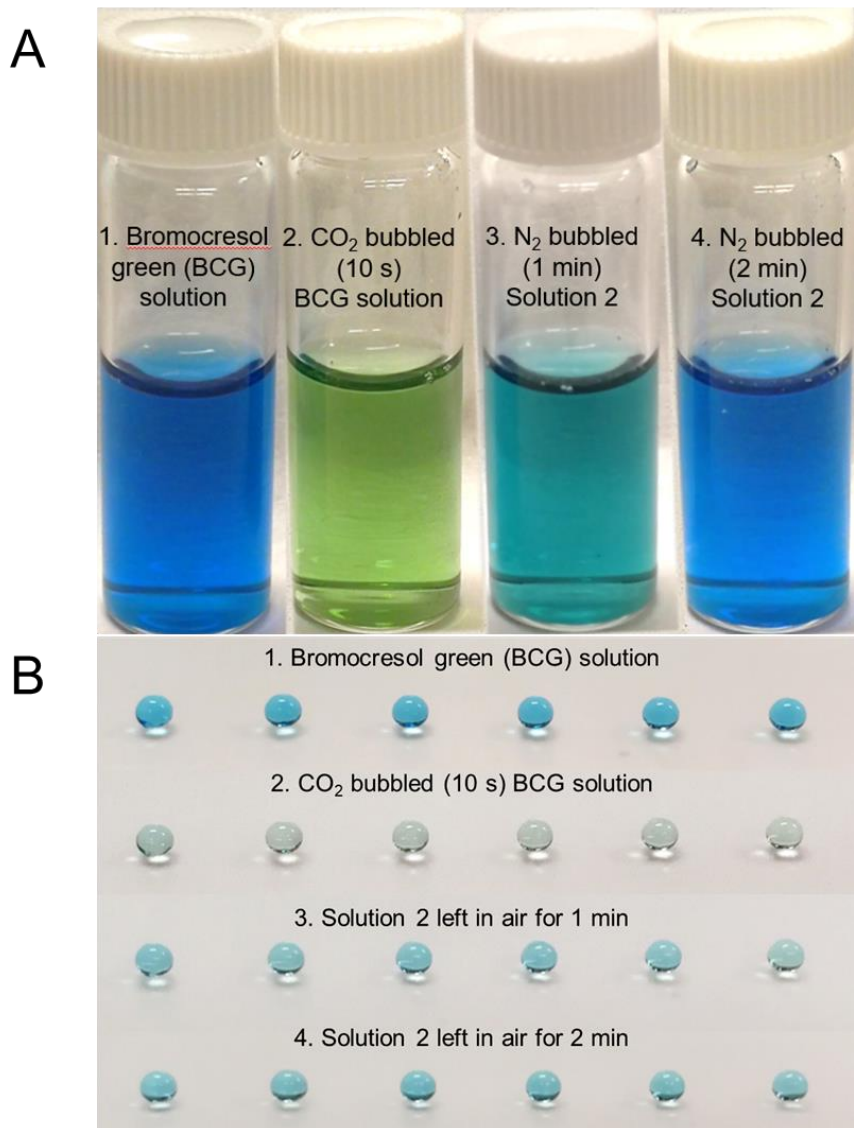 A
1. Bromocresol
green (BCG)
solution
2. CO₂ bubbled
(10 s)
BCG solution
3. N₂ bubbled
(1 min)
Solution 2
4. N₂ bubbled
(2 min)
Solution 2
B
1. Bromocresol green (BCG) solution
2. CO₂ bubbled (10 s) BCG solution
3. Solution 2 left in air for 1 min
4. Solution 2 left in air for 2 min